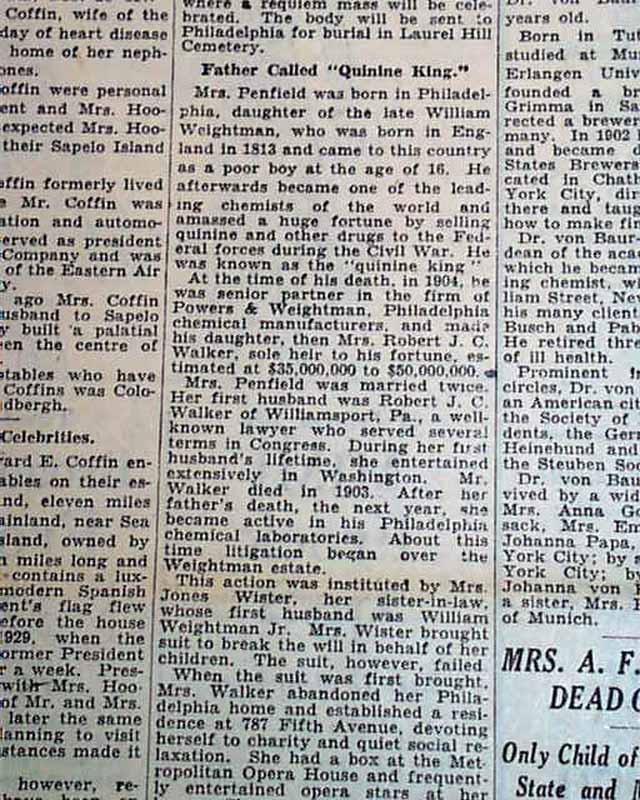 Coffin, wife of the
day of heart disease
home of her neph-
ones.
offin were personal
ent and Mrs. Hoo-
expected Mrs. Hoo-
their Sapelo Island
offin formerly lived
e Mr. Coffin was
ation and automo-
erved as president
Company and was
of the Eastern Air
y.
ago Mrs. Coffin
usband to Sapelo
y built a palatial
en the centre of
otables who have
Coffins was Colo-
dbergh.
Celebrities.
ward E. Coffin en-
ables on their es-
nd, eleven miles
ainland, near Sea
sland, owned by
n miles long and
contains a lux-
modern Spanish
ent's flag flew
efore the house
1929, when the
ormer President
r a week. Pres-
with Mrs. Hoo-
of Mr. and Mrs.
later the same
lanning to visit
stances made it
however, re-
where a requiem mass will be cele-
brated. The body will be sent to
Philadelphia for burial in Laurel Hill
Cemetery.
Father Called "Quinine King."
Mrs. Penfield was born in Philadel-
phia, daughter of the late William
Weightman, who was born in Eng-
land in 1813 and came to this country
as a poor boy at the age of 16. He
afterwards became one of the lead-
ing chemists of the world and
amassed a huge fortune by selling
quinine and other drugs to the Fed-
eral forces during the Civil War. He
was known as the "quinine king"
At the time of his death, in 1904, he
was senior partner in the firm of
Powers & Weightman, Philadelphia
chemical manufacturers, and made
his daughter, then Mrs. Robert J. C.
Walker, sole heir to his fortune, es-
timated at $35,000,000 to $50,000,000.
Mrs. Penfield was married twice.
Her first husband was Robert J. C.
Walker of Williamsport, Pa., a well-
known lawyer who served several
terms in Congress. During her first
husband's lifetime, she entertained
extensively in Washington. Mr.
Walker died in 1903. After her
father's death, the next year, she
became active in his Philadelphia
chemical laboratories. About this
time litigation began over the
Weightman estate.
This action was instituted by Mrs.
Jones Wister, her sister-in-law,
whose first husband was William
Weightman Jr. Mrs. Wister brought
suit to break the will in behalf of her
children. The suit, however, failed
When the suit was first brought,
Mrs. Walker abandoned her Phila-
delphia home and established a resi-
dence at 787 Fifth Avenue, devoting
herself to charity and quiet social re-
laxation. She had a box at the Met-
ropolitan Opera House and frequent-
ly entertained opera stars at her
years old.
Born in Tut
studied at Mu
Erlangen Univ
founded a br
Grimma in Sa
rected a brewer
many. In 1902
and became d
States Brewers
cated in Chath
York City, dir
there and taug
how to make fin
Dr. von Baur-
dean of the aca
which he becam
ing chemist, wi
liam Street, Ne
his many client
Busch and Pab
He retired thre
of ill health.
Prominent in
circles, Dr. von
an American cit
the Society of
dents, the Ger
Heinebund and
the Steuben Soc
Dr. von Bau
vived by a wid
Mrs. Anna Go
sack, Mrs. Em
Johanna Papa,
York City; by s
York City; by
Johanna von B
a sister, Mrs. H
of Munich.
MRS. A. F
DEAD O
Only Child of
State and M